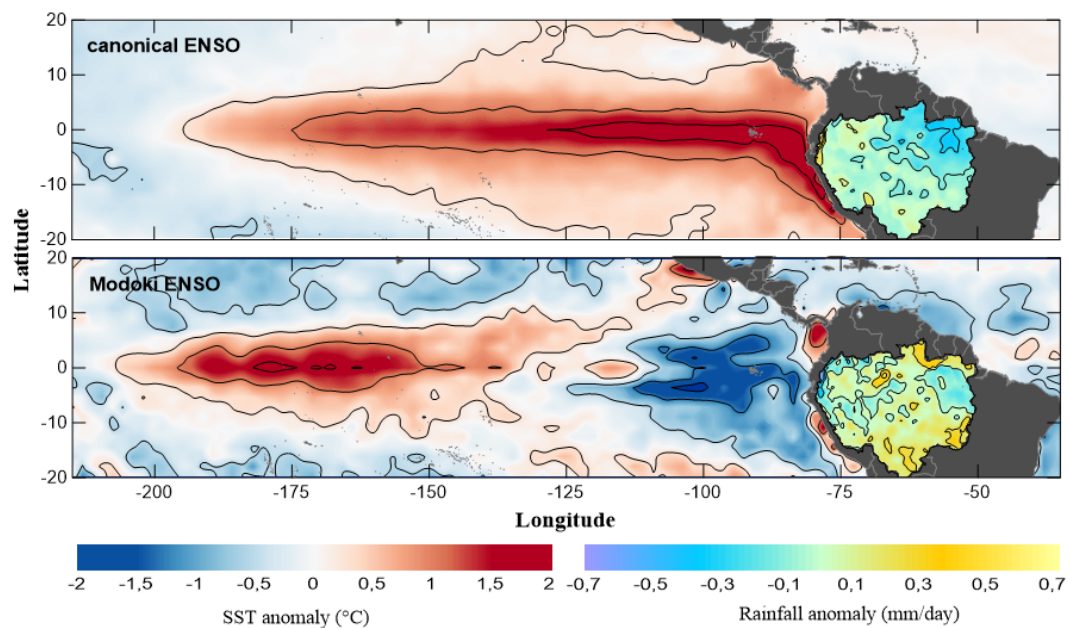 20
canonical ENSO
10
0
-10
-20
Latitude
20
Modoki ENSO
10
0
-10
-20
-200 -175 -150 -125 -100 -75 -50
Longitude
-2 -1,5 -1 -0,5 0 0,5 1 1,5 2
SST anomaly (°C)
-0,7 -0,5 -0,3 -0,1 0,1 0,3 0,5 0,7
Rainfall anomaly (mm/day)